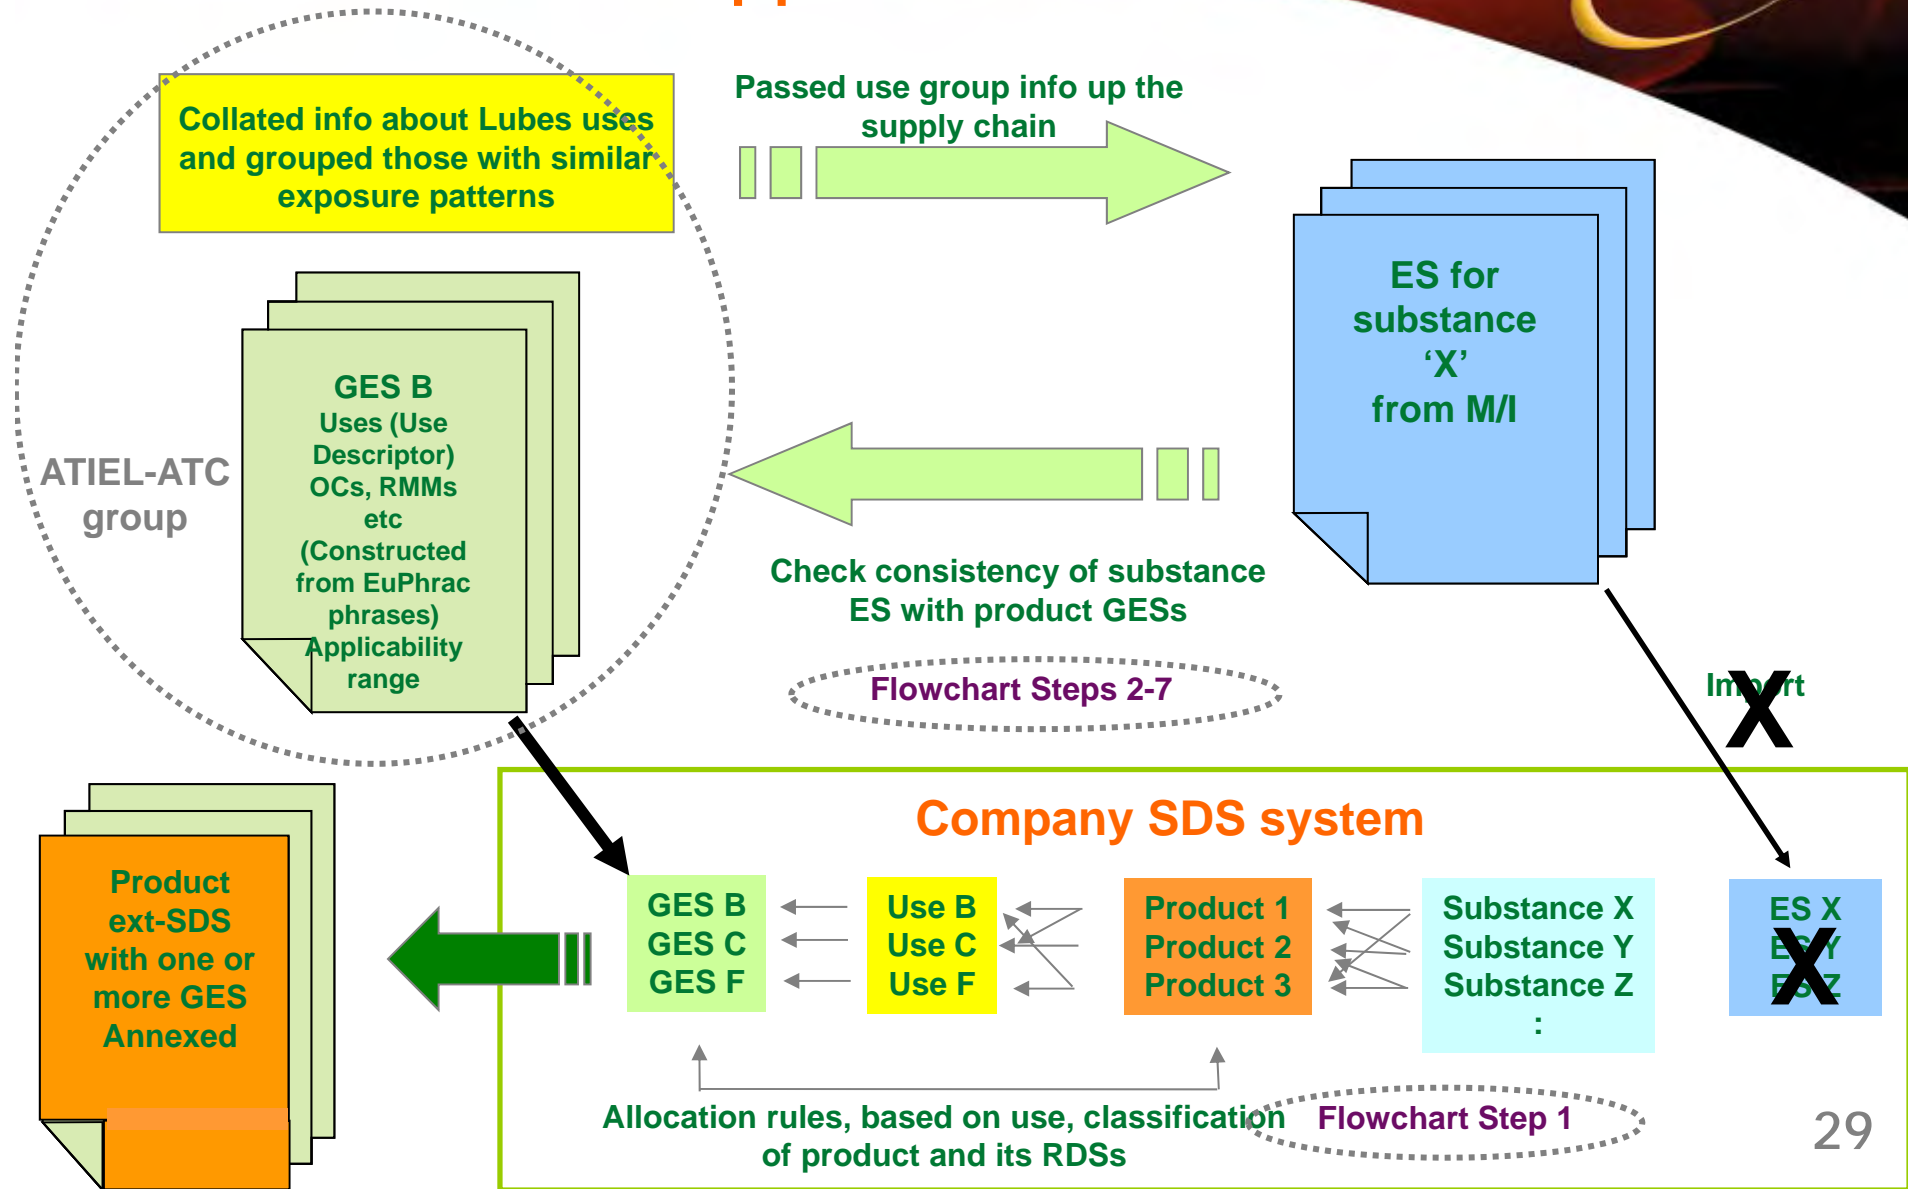 Collated info about Lubes uses
and grouped those with similar
exposure patterns
Passed use group info up the
supply chain
ES for
substance
‘X’
from M/I
GES B
Uses (Use
Descriptor)
OCs, RMMs
etc
(Constructed
from EuPhrac
phrases)
Applicability
range
ATIEL-ATC
group
Check consistency of substance
ES with product GESs
Flowchart Steps 2-7
Import
X
Company SDS system
Product
ext-SDS
with one or
more GES
Annexed
GES B
GES C
GES F
Use B
Use C
Use F
Product 1
Product 2
Product 3
Substance X
Substance Y
Substance Z
:
ES X
ES Y
ES Z
X
Allocation rules, based on use, classification
of product and its RDSs
Flowchart Step 1
29